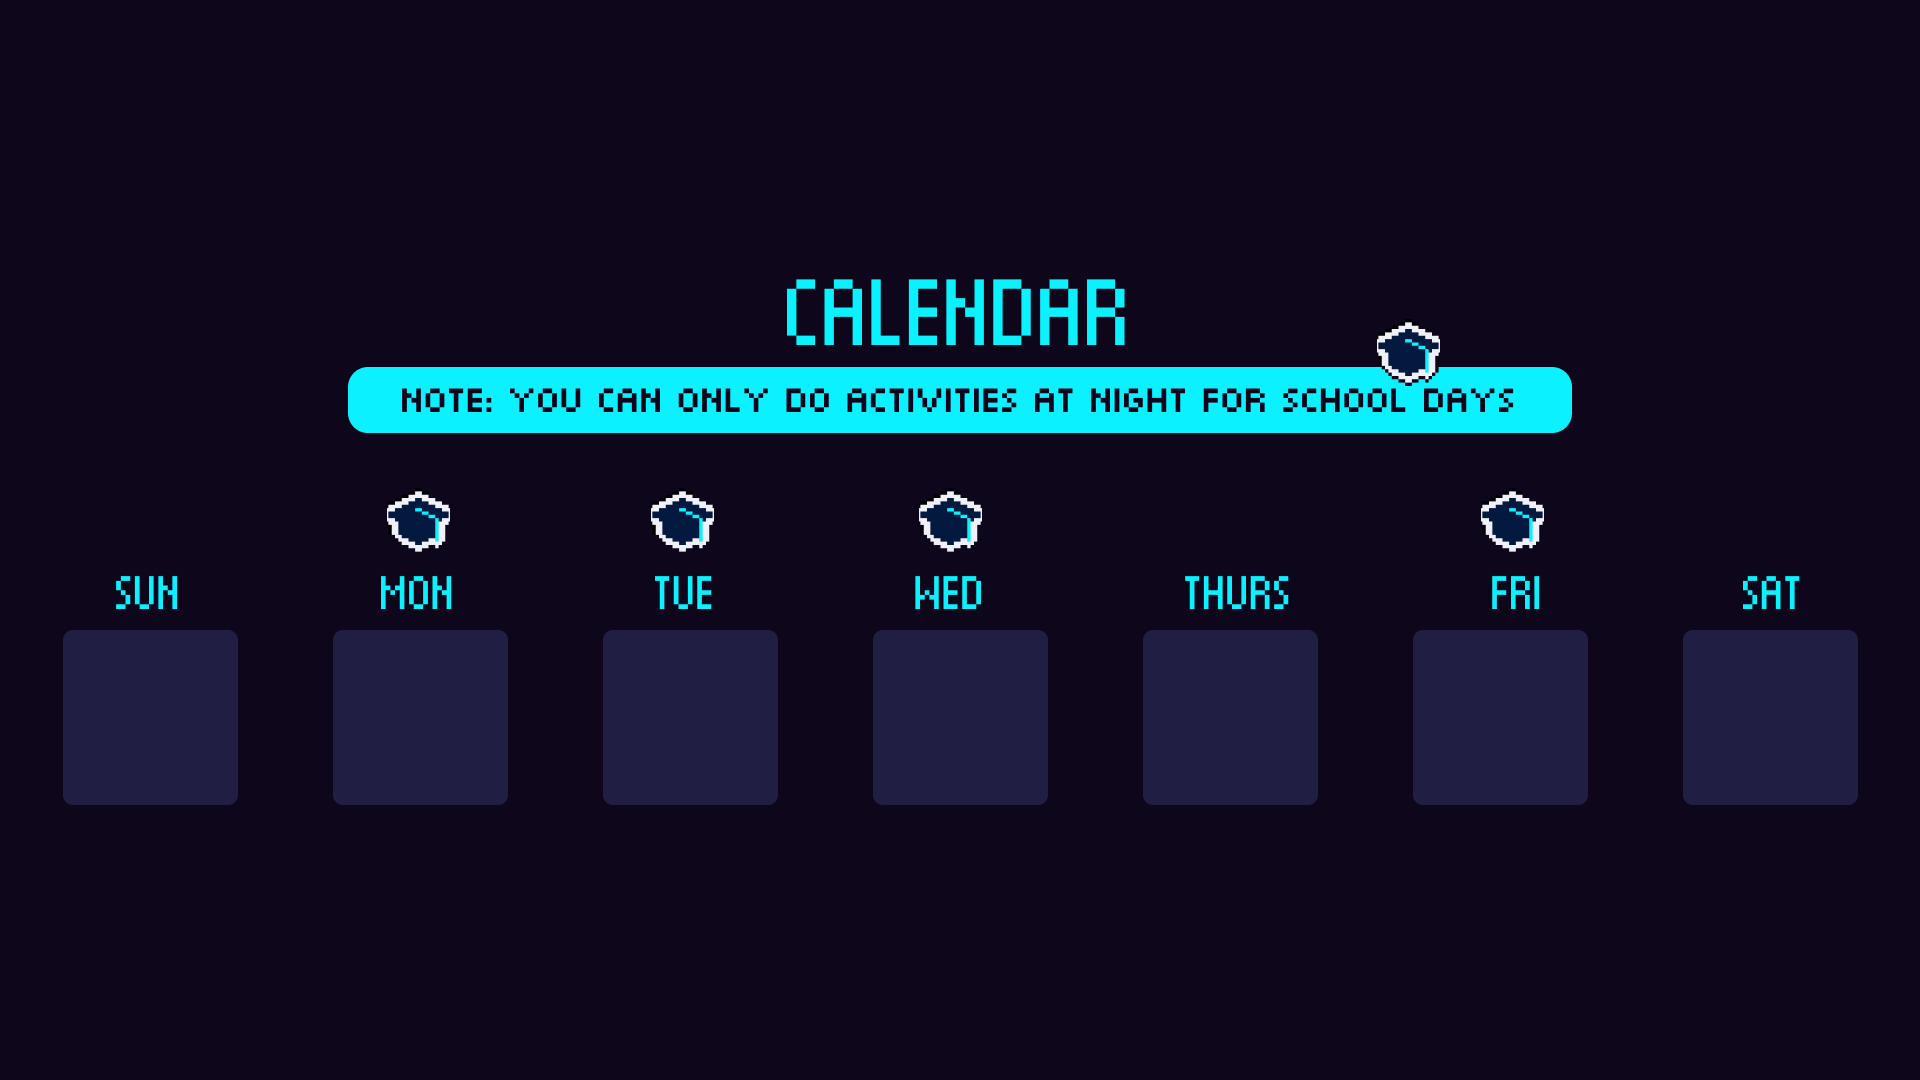 CALENDAR
NOTE: YOU CAN ONLY DO ACTIVITIES AT NIGHT FOR SCHOOL DAYS
SUN MON TUE WED THURS FRI SAT